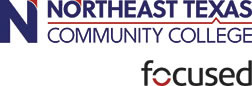 N NORTHEAST TEXAS
COMMUNITY COLLEGE
focused